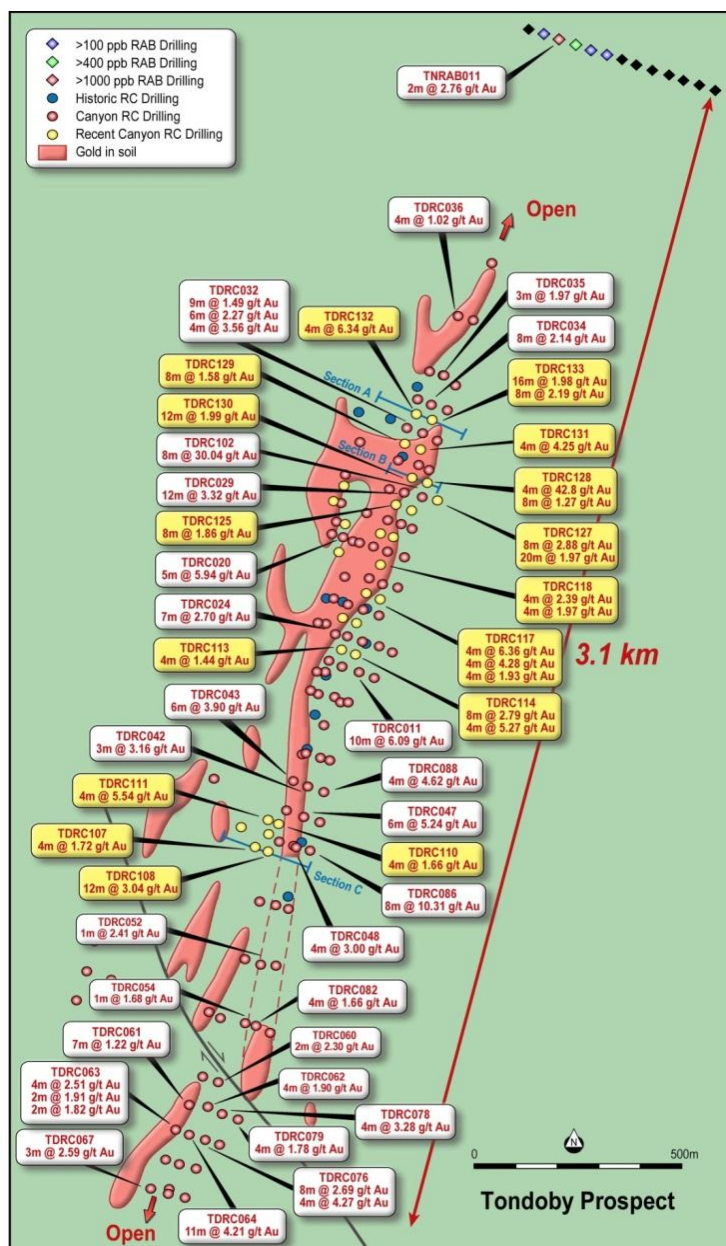 >100 ppb RAB Drilling
>400 ppb RAB Drilling
>1000 ppb RAB Drilling
Historic RC Drilling
Canyon RC Drilling
Recent Canyon RC Drilling
Gold in soil
TNRAB011
2m @ 2.76 g/t Au
TDRC036
4m @ 1.02 g/t Au
Open
TDRC035
3m @ 1.97 g/t Au
TDRC032
9m @ 1.49 g/t Au
6m @ 2.27 g/t Au
4m @ 3.56 g/t Au
TDRC132
4m @ 6.34 g/t Au
TDRC034
8m @ 2.14 g/t Au
TDRC129
8m @ 1.58 g/t Au
Section A
TDRC133
16m @ 1.98 g/t Au
8m @ 2.19 g/t Au
TDRC130
12m @ 1.99 g/t Au
TDRC131
4m @ 4.25 g/t Au
TDRC102
8m @ 30.04 g/t Au
Section B
TDRC128
4m @ 42.8 g/t Au
8m @ 1.27 g/t Au
TDRC029
12m @ 3.32 g/t Au
TDRC125
8m @ 1.86 g/t Au
TDRC127
8m @ 2.88 g/t Au
20m @ 1.97 g/t Au
TDRC020
5m @ 5.94 g/t Au
TDRC118
4m @ 2.39 g/t Au
4m @ 1.97 g/t Au
TDRC024
7m @ 2.70 g/t Au
TDRC117
4m @ 6.36 g/t Au
4m @ 4.28 g/t Au
4m @ 1.93 g/t Au
3.1 km
TDRC113
4m @ 1.44 g/t Au
TDRC114
8m @ 2.79 g/t Au
4m @ 5.27 g/t Au
TDRC043
6m @ 3.90 g/t Au
TDRC011
10m @ 6.09 g/t Au
TDRC042
3m @ 3.16 g/t Au
TDRC088
4m @ 4.62 g/t Au
TDRC111
4m @ 5.54 g/t Au
TDRC047
6m @ 5.24 g/t Au
TDRC107
4m @ 1.72 g/t Au
TDRC110
4m @ 1.66 g/t Au
TDRC108
12m @ 3.04 g/t Au
Section C
TDRC086
8m @ 10.31 g/t Au
TDRC052
1m @ 2.41 g/t Au
TDRC048
4m @ 3.00 g/t Au
TDRC054
1m @ 1.68 g/t Au
TDRC082
4m @ 1.66 g/t Au
TDRC061
7m @ 1.22 g/t Au
TDRC060
2m @ 2.30 g/t Au
TDRC063
4m @ 2.51 g/t Au
2m @ 1.91 g/t Au
2m @ 1.82 g/t Au
TDRC062
4m @ 1.90 g/t Au
TDRC078
4m @ 3.28 g/t Au
TDRC067
3m @ 2.59 g/t Au
TDRC079
4m @ 1.78 g/t Au
TDRC076
8m @ 2.69 g/t Au
4m @ 4.27 g/t Au
TDRC064
11m @ 4.21 g/t Au
Open
N
0 500m
Tondoby Prospect